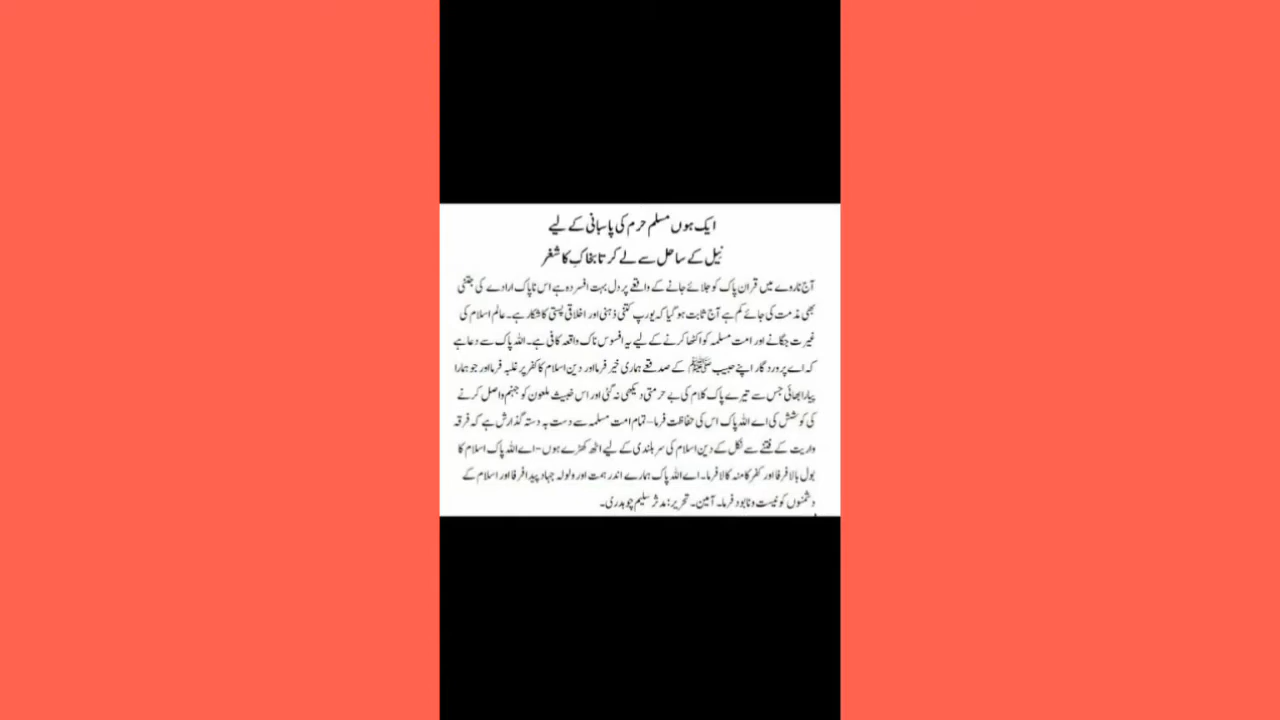 ایک ہوں مسلم حرم کی پاسبانی کے لیے
نیل کے ساحل سے لے کر تا بخاکِ کاشغر
آج ناروے میں قران پاک کو جلائے جانے کے واقعے پر دل بہت افسردہ ہے اس ناپاک ارادے کی جتنی
بھی مذمت کی جائے کم ہے آج ثابت ہو گیا کہ یورپ کتنی ذہنی اور اخلاقی پستی کا شکار ہے۔ عالم اسلام کی
غیرت جگانے اور امت مسلمہ کو اکٹھا کرنے کے لیے یہ افسوس ناک واقعہ کافی ہے۔ اللہ پاک سے دعا ہے
کہ اے پروردگار اپنے حبیب ﷺ کے صدقے ہماری خیر فرما اور دین اسلام کا کفر پر غلبہ فرما اور جو ہمارا
پیارا بھائی جس سے تیرے پاک کلام کی بے حرمتی دیکھی نہ گئی اور اس خبیث ملعون کو جہنم واصل کرنے
کی کوشش کی اے اللہ پاک اس کی حفاظت فرما۔ تمام امت مسلمہ سے دست بہ دستہ گذارش ہے کہ فرقہ
واریت کے فتنے سے نکل کے دین اسلام کی سربلندی کے لیے اٹھ کھڑے ہوں- اے اللہ پاک اسلام کا
بول بالا فرفا اور کفر کا منہ کالا فرما۔ اے اللہ پاک ہمارے اندر ہمت اور ولولہ جہاد پیدا فرفا اور اسلام کے
دشمنوں کو نیست و نابود فرما۔ آمین۔ تحریر: مدثر سلیم چوہدری۔